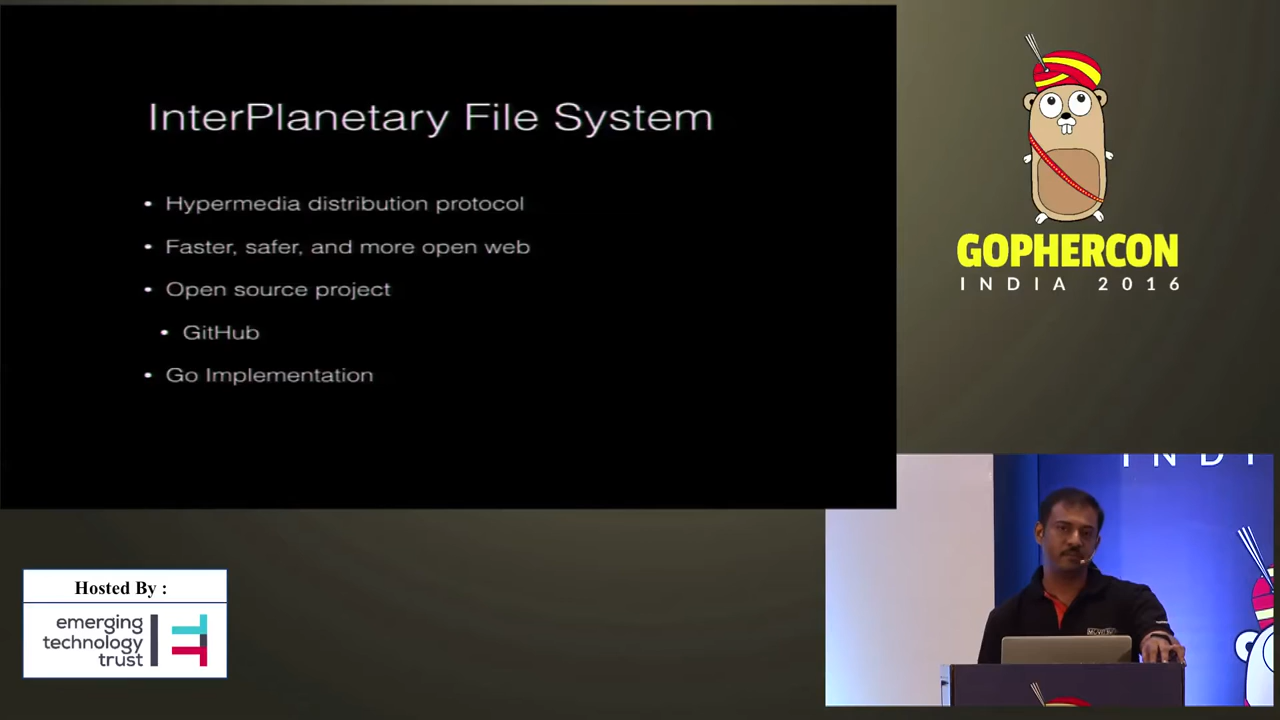 InterPlanetary File System
• Hypermedia distribution protocol
• Faster, safer, and more open web
• Open source project
• GitHub
• Go Implementation
GOPHERCON
INDIA 2016
INDI
Hosted By :
emerging
technology
trust